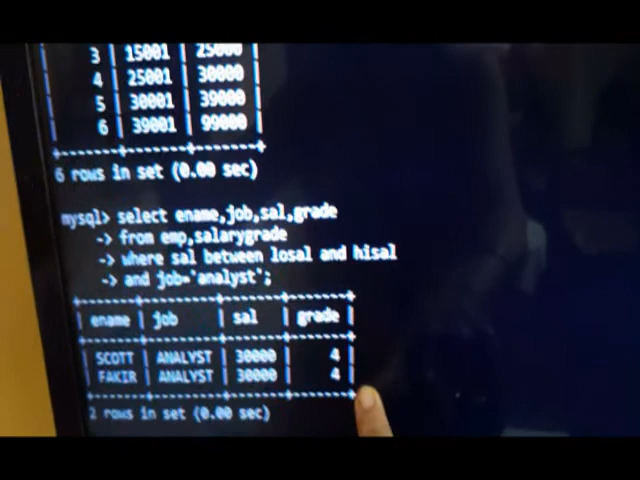 | 3 | 15001 | 25000 |
| 4 | 25001 | 30000 |
| 5 | 30001 | 39000 |
| 6 | 39001 | 99000 |
+------+-------+-------+
6 rows in set (0.00 sec)
mysql> select ename,job,sal,grade
-> from emp,salarygrade
-> where sal between losal and hisal
-> and job='analyst';
+-------+---------+-------+-------+
| ename | job | sal | grade |
+-------+---------+-------+-------+
| SCOTT | ANALYST | 30000 | 4 |
| FAKIR | ANALYST | 30000 | 4 |
+-------+---------+-------+-------+
2 rows in set (0.00 sec)